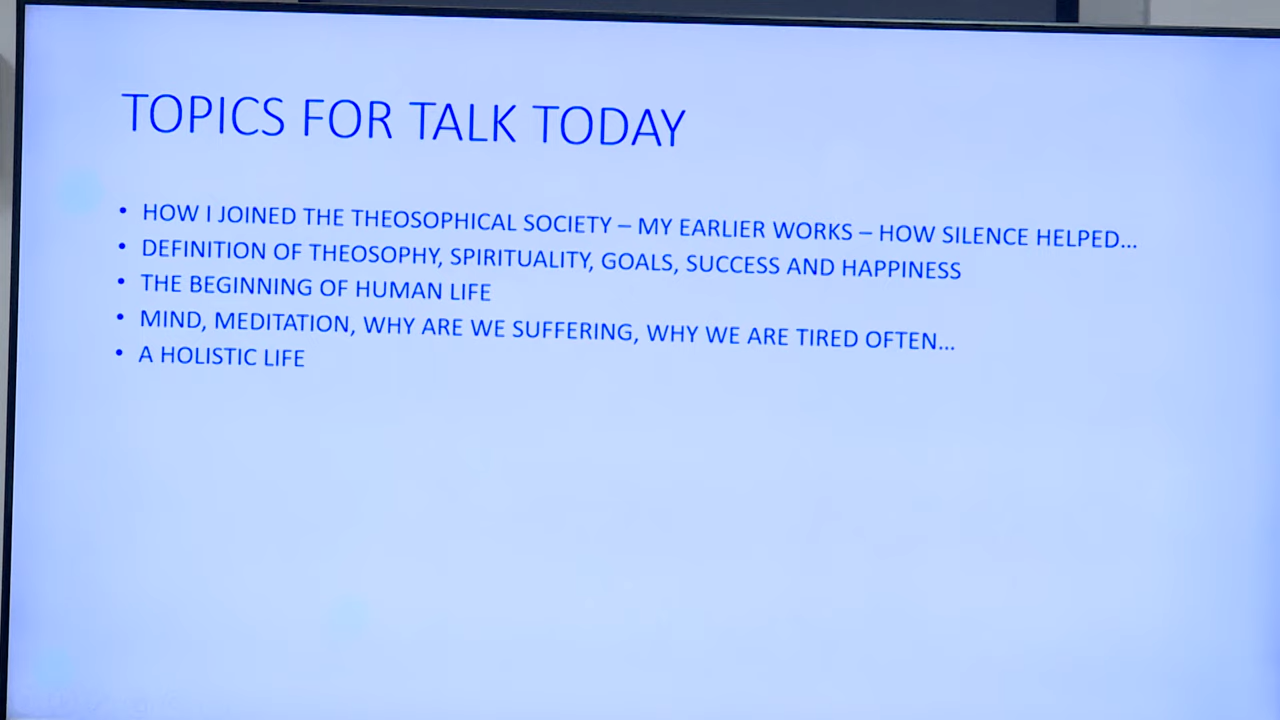 TOPICS FOR TALK TODAY
• HOW I JOINED THE THEOSOPHICAL SOCIETY – MY EARLIER WORKS – HOW SILENCE HELPED...
• DEFINITION OF THEOSOPHY, SPIRITUALITY, GOALS, SUCCESS AND HAPPINESS
• THE BEGINNING OF HUMAN LIFE
• MIND, MEDITATION, WHY ARE WE SUFFERING, WHY WE ARE TIRED OFTEN...
• A HOLISTIC LIFE